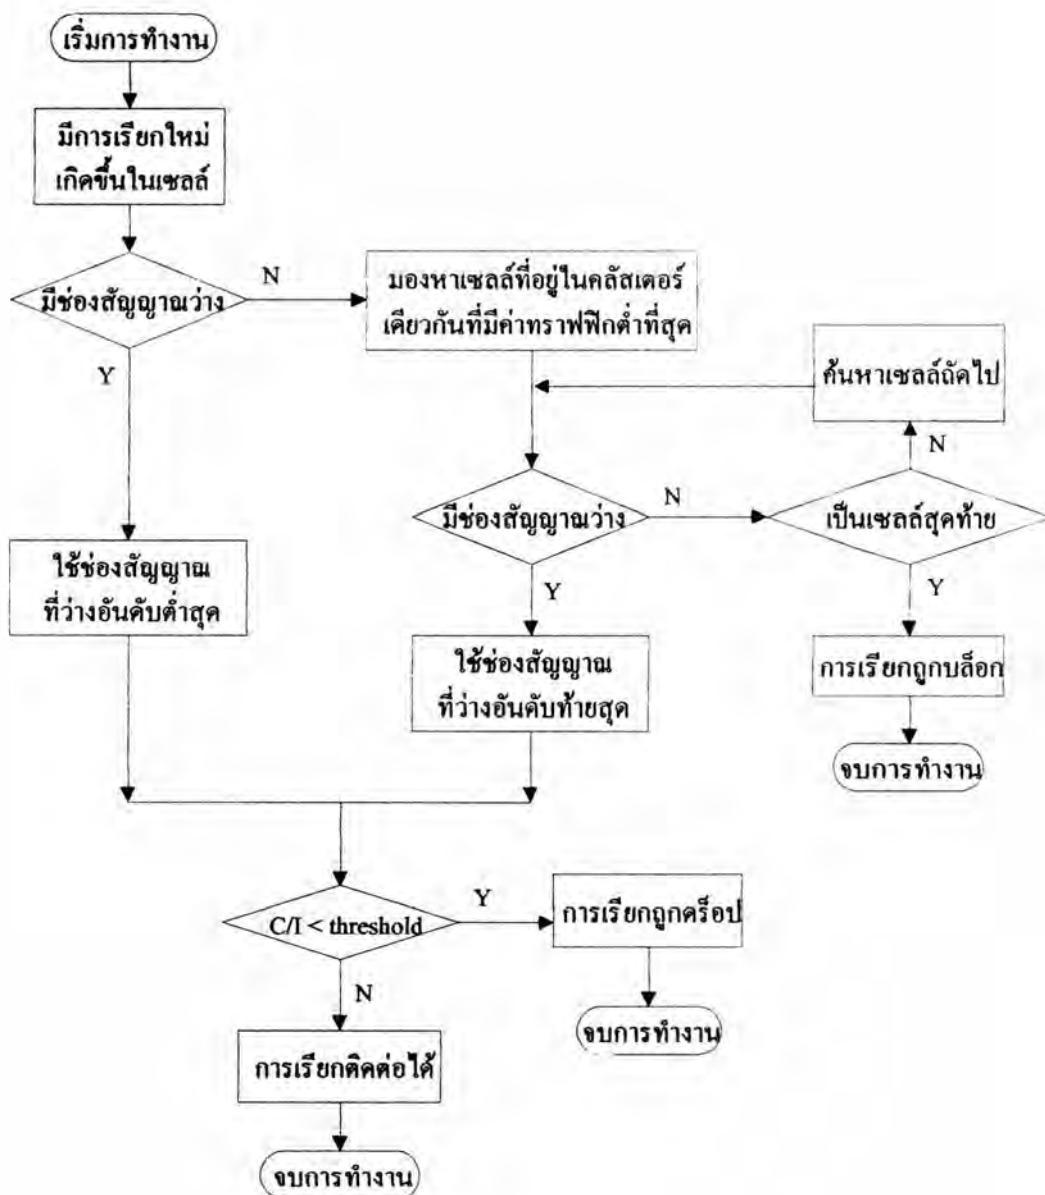 เริ่มการทำงาน
มีการเรียกใหม่
เกิดขึ้นในเซลล์
มีช่องสัญญาณว่าง
N
มองหาเซลล์ที่อยู่ในคลัสเตอร์
เดียวกันที่มีค่าทราฟฟิกต่ำที่สุด
Y
ค้นหาเซลล์ถัดไป
N
มีช่องสัญญาณว่าง
N
เป็นเซลล์สุดท้าย
ใช้ช่องสัญญาณ
ที่ว่างอันดับต่ำสุด
Y
Y
ใช้ช่องสัญญาณ
ที่ว่างอันดับท้ายสุด
การเรียกถูกบล็อก
จบการทำงาน
C/I < threshold
Y
การเรียกถูกดร็อป
N
จบการทำงาน
การเรียกติดต่อได้
จบการทำงาน